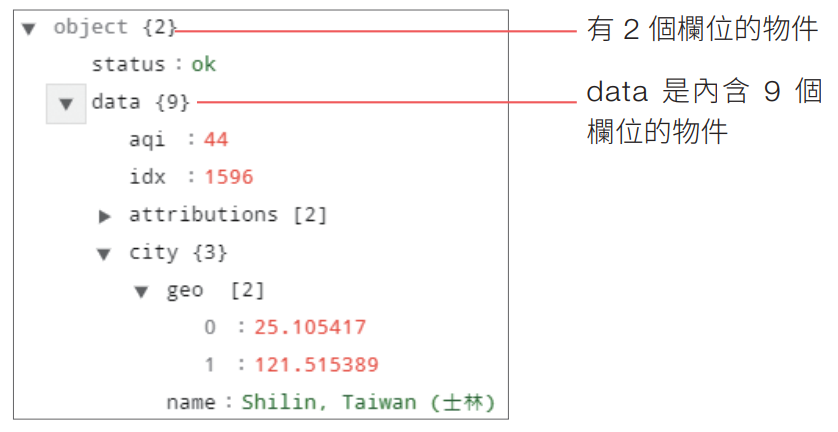 ▼ object {2}
有 2 個欄位的物件
status : ok
▼ data {9}
data 是內含 9 個
欄位的物件
aqi : 44
idx : 1596
▶ attributions [2]
▼ city {3}
▼ geo [2]
0 : 25.105417
1 : 121.515389
name : Shilin, Taiwan (士林)